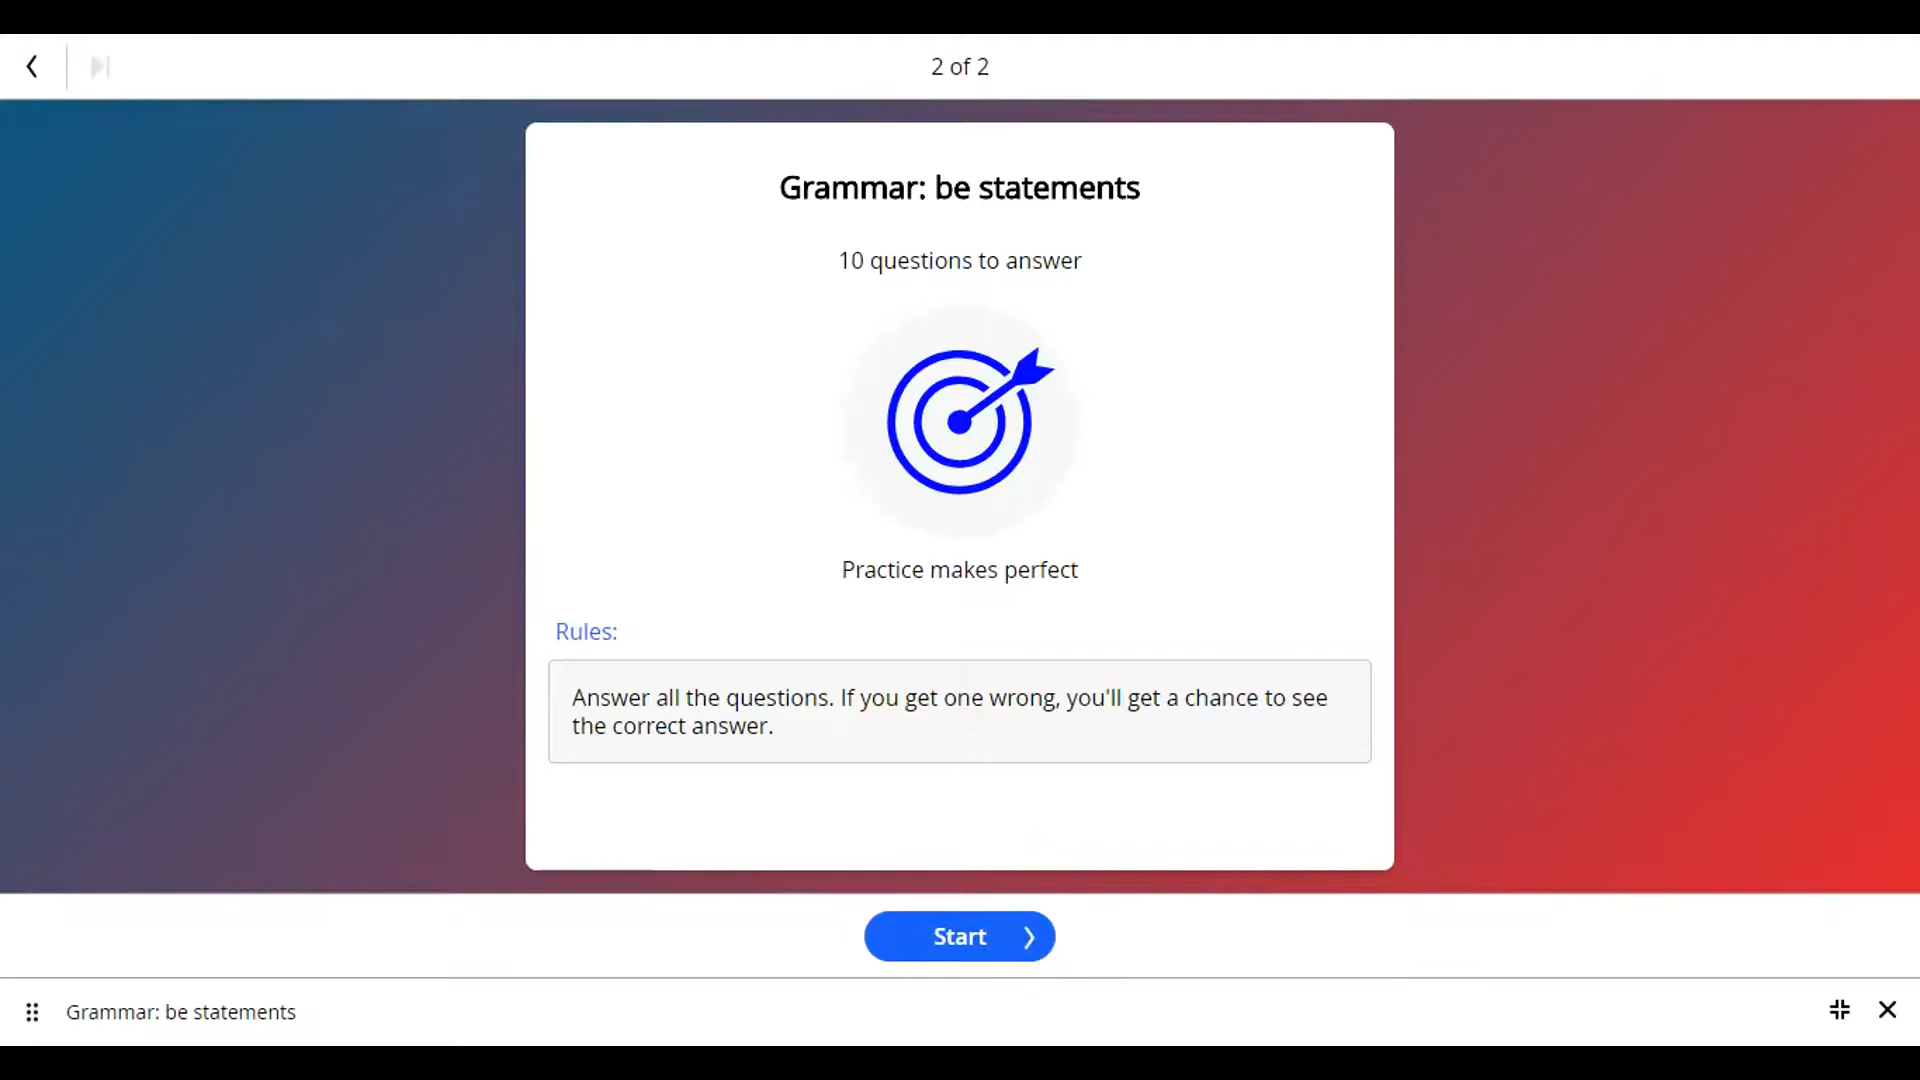 2 of 2
Grammar: be statements
10 questions to answer
Practice makes perfect
Rules:
Answer all the questions. If you get one wrong, you'll get a chance to see
the correct answer.
Start
Grammar: be statements